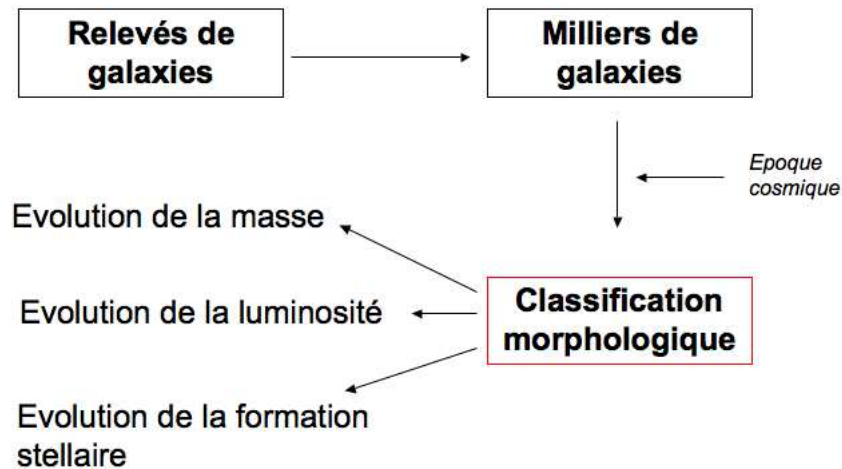 Relevés de
galaxies
Milliers de
galaxies
Epoque
cosmique
Evolution de la masse
Classification
morphologique
Evolution de la luminosité
Evolution de la formation
stellaire